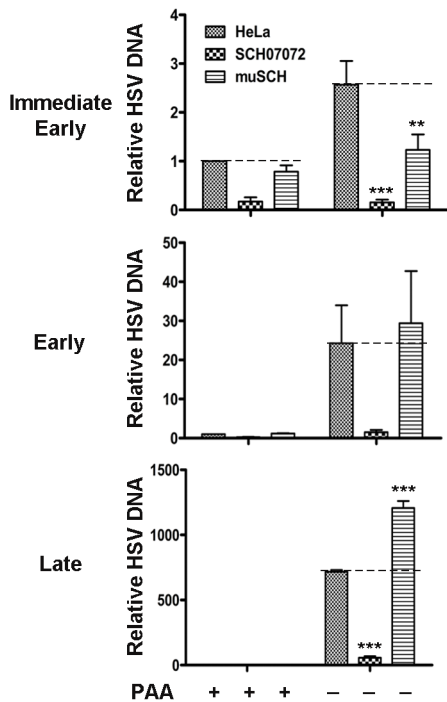 Immediate
Early
Relative HSV DNA
4
3
2
1
0
HeLa
SCH07072
muSCH
***
**
Early
Relative HSV DNA
50
40
30
20
10
0
Late
Relative HSV DNA
1500
1000
500
0
***
***
PAA + + + – – –